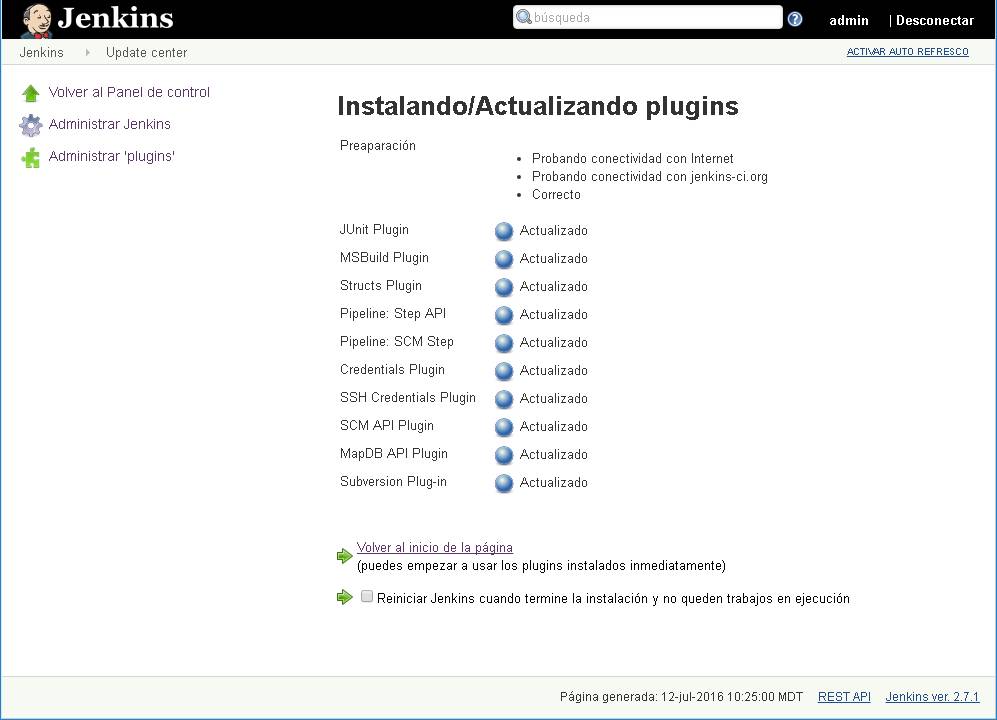 Jenkins
búsqueda
?
admin
| Desconectar
Jenkins
Update center
ACTIVAR AUTO REFRESCO
Volver al Panel de control
Administrar Jenkins
Administrar 'plugins'
Instalando/Actualizando plugins
Preaparación
• Probando conectividad con Internet
• Probando conectividad con jenkins-ci.org
• Correcto
JUnit Plugin Actualizado
MSBuild Plugin Actualizado
Structs Plugin Actualizado
Pipeline: Step API Actualizado
Pipeline: SCM Step Actualizado
Credentials Plugin Actualizado
SSH Credentials Plugin Actualizado
SCM API Plugin Actualizado
MapDB API Plugin Actualizado
Subversion Plug-in Actualizado
Volver al inicio de la página
(puedes empezar a usar los plugins instalados inmediatamente)
Reiniciar Jenkins cuando termine la instalación y no queden trabajos en ejecución
Página generada: 12-jul-2016 10:25:00 MDT REST API Jenkins ver. 2.7.1